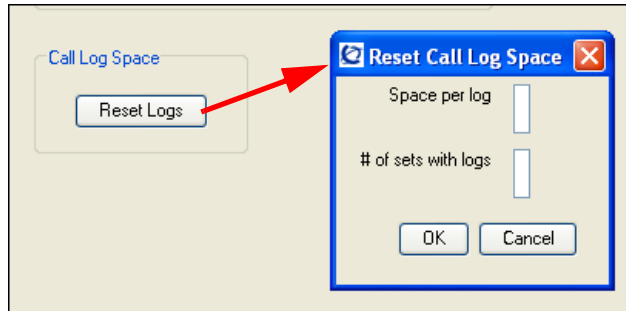 Call Log Space
Reset Logs
Reset Call Log Space
Space per log
# of sets with logs
OK
Cancel